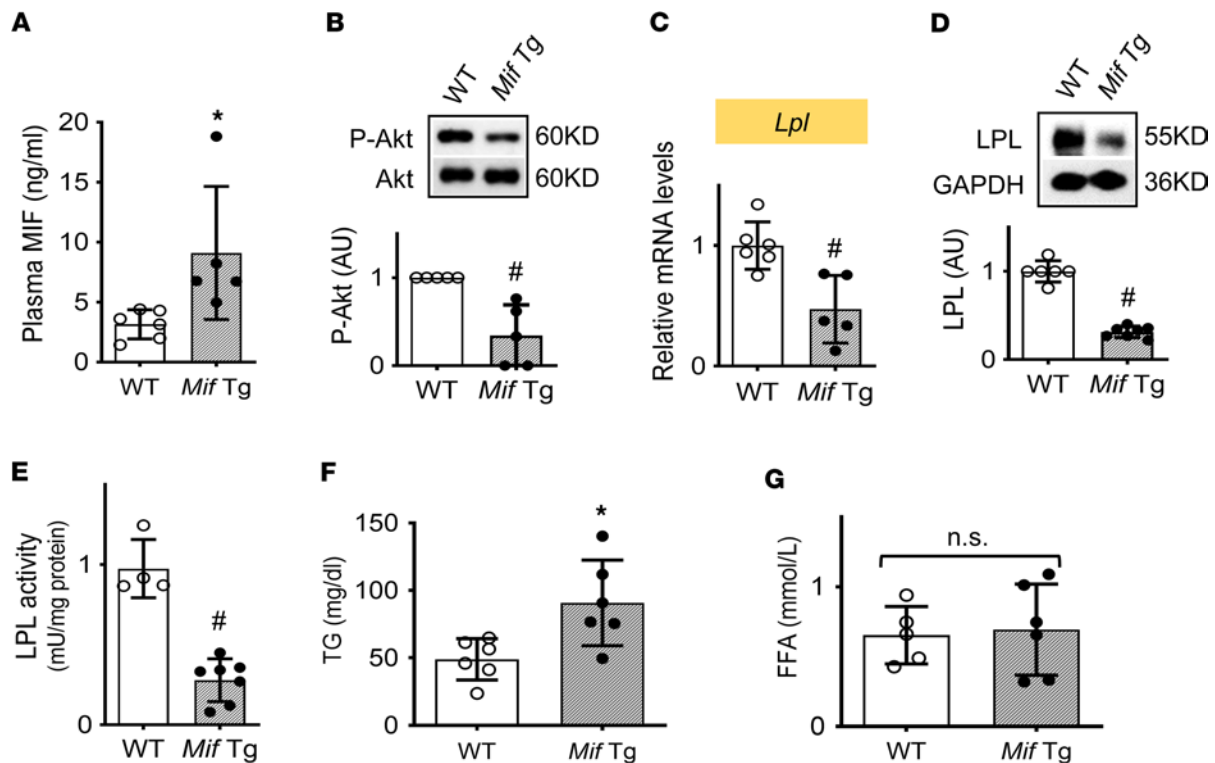 A
Plasma MIF (ng/ml)
20
15
10
5
0
*
WT
Mif Tg
B
WT
Mif Tg
P-Akt
60KD
Akt
60KD
P-Akt (AU)
1
0
#
WT
Mif Tg
C
Lpl
Relative mRNA levels
1
0
#
WT
Mif Tg
D
WT
Mif Tg
LPL
55KD
GAPDH
36KD
LPL (AU)
1
0
#
WT
Mif Tg
E
LPL activity
(mU/mg protein)
1
0
#
WT
Mif Tg
F
TG (mg/dl)
150
100
50
0
*
WT
Mif Tg
G
FFA (mmol/L)
1
0
n.s.
WT
Mif Tg